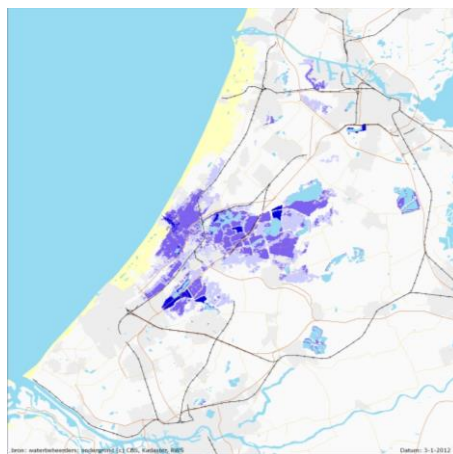 bron: waterbeheerders; ondergrond (c) CBS, Kadaster, RWS
Datum: 3-1-2012